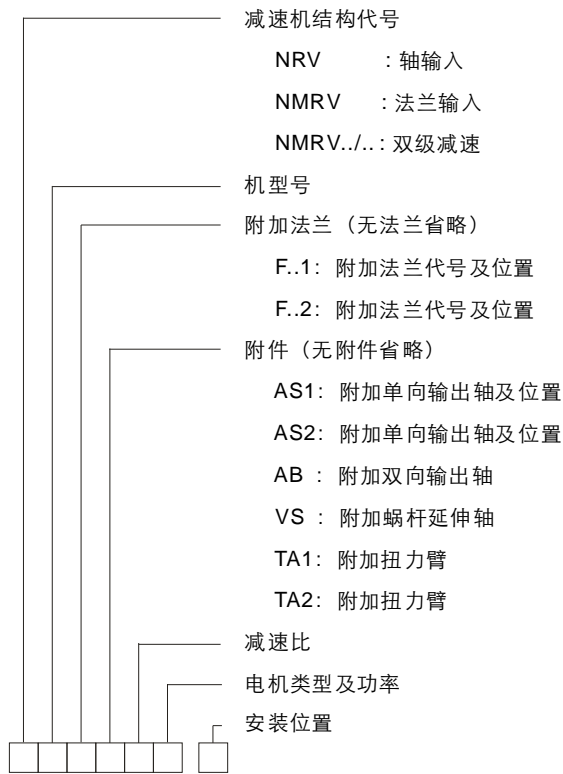 减速机结构代号
NRV : 轴输入
NMRV : 法兰输入
NMRV../.. : 双级减速
机型号
附加法兰（无法兰省略）
F..1: 附加法兰代号及位置
F..2: 附加法兰代号及位置
附件（无附件省略）
AS1: 附加单向输出轴及位置
AS2: 附加单向输出轴及位置
AB : 附加双向输出轴
VS : 附加蜗杆延伸轴
TA1: 附加扭力臂
TA2: 附加扭力臂
减速比
电机类型及功率
安装位置